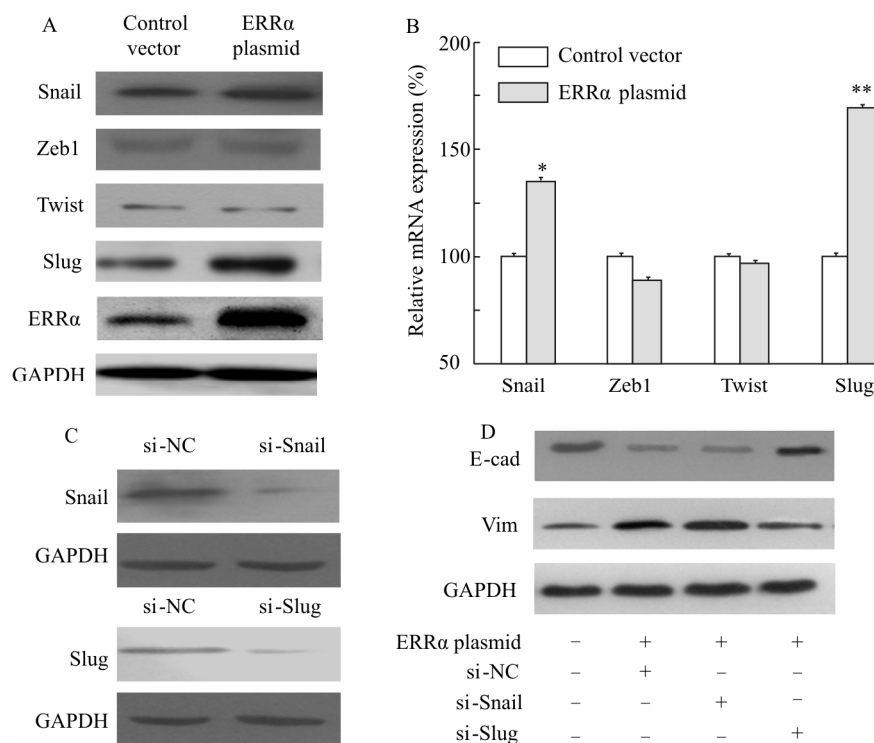 A
Control vector
ERRα plasmid
Snail
Zeb1
Twist
Slug
ERRα
GAPDH
B
Relative mRNA expression (%)
200
150
100
50
Control vector
ERRα plasmid
*
**
Snail Zeb1 Twist Slug
C
si-NC si-Snail
Snail
GAPDH
si-NC si-Slug
Slug
GAPDH
D
E-cad
Vim
GAPDH
ERRα plasmid – + + +
si-NC – + – –
si-Snail – – + –
si-Slug – – – +